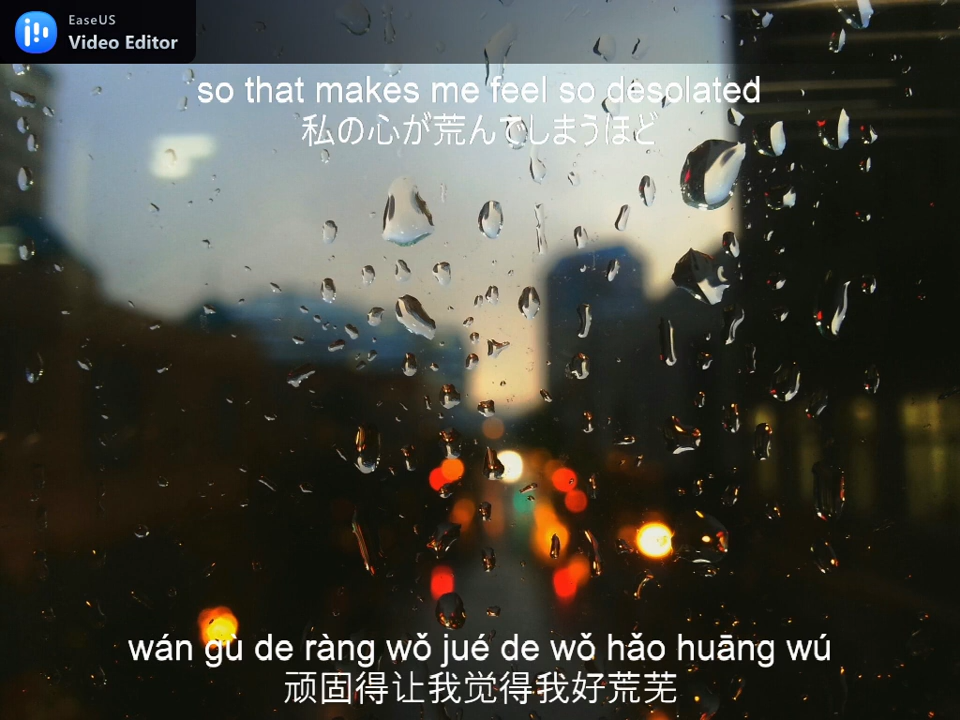 EaseUS
Video Editor
so that makes me feel so desolated
私の心が荒んでしまうほど
wán gù de ràng wǒ jué de wǒ hǎo huāng wú
顽固得让我觉得我好荒芜